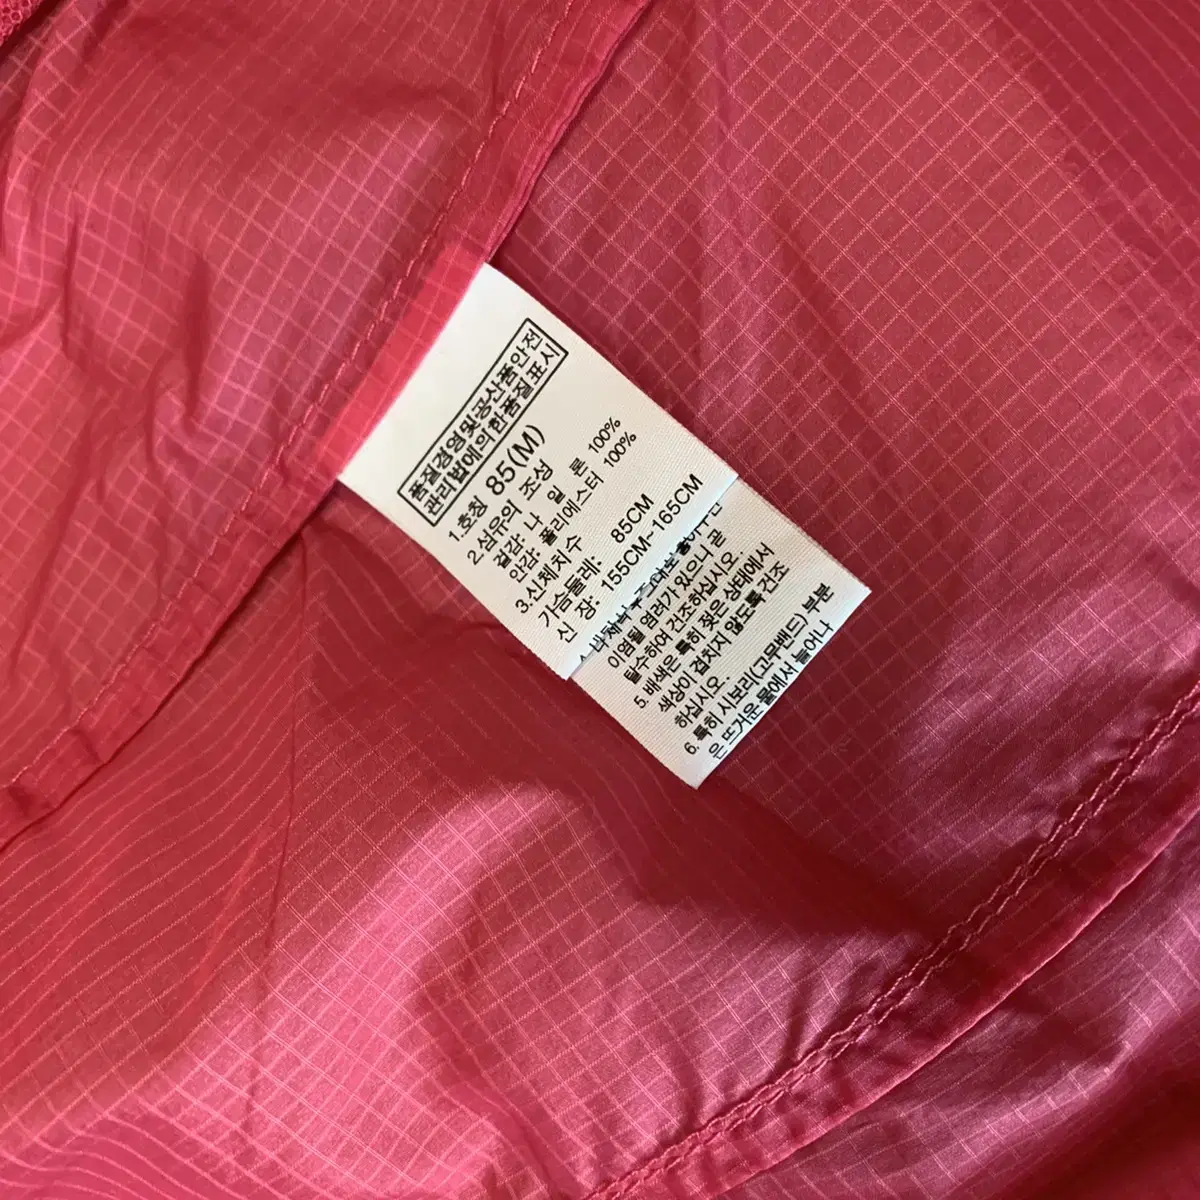 품질경영및공산품안전
관리법에의한품질표시
1.호칭 85(M)
2.섬유의 조성
겉감: 나 일 론 100%
안감: 폴리에스터 100%
3.신체치수
가슴둘레: 85CM
신 장: 155CM~165CM
이염될 염려가 있으니 곧
탈수하여 건조하십시오.
5. 배색은 특히 젖은 상태에서
색상이 겹치지 않도록 건조
하십시오
6. 특히 시보리(고무밴드) 부분
은 뜨거운 물에서 늘어나